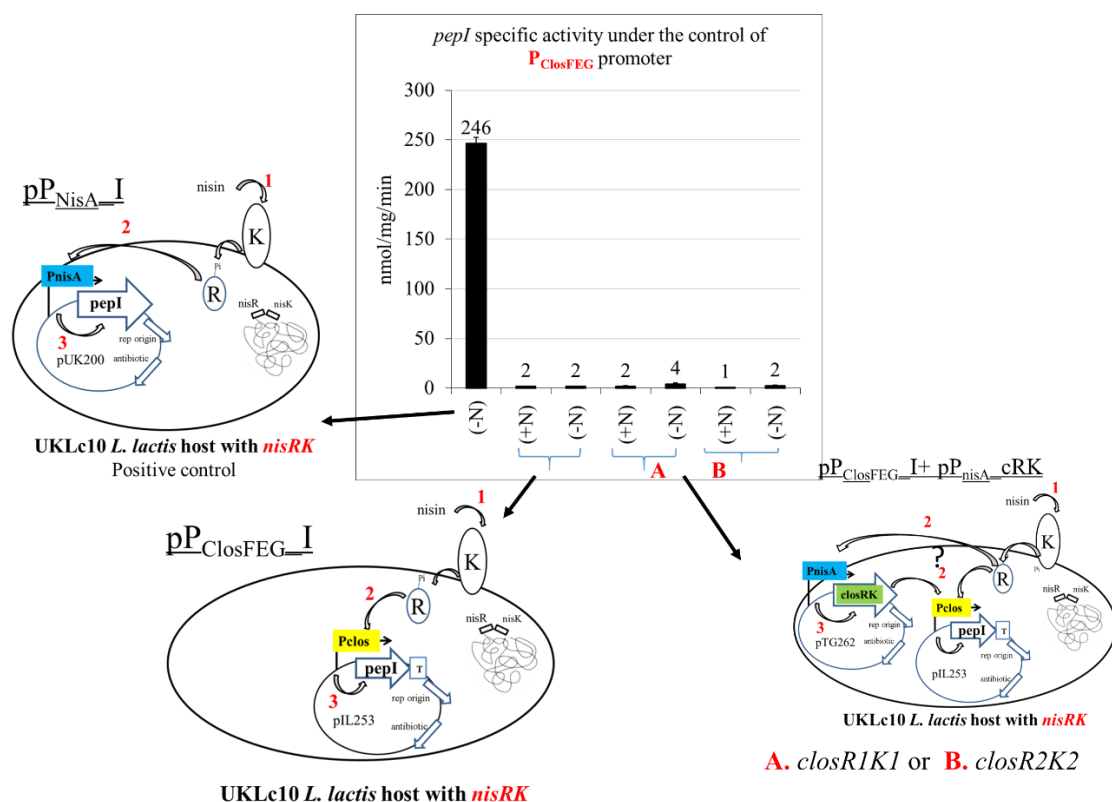 pepI specific activity under the control of
PClosFEG promoter
300
250
200
150
100
50
0
nmol/mg/min
246
2
2
2
4
1
2
(-N)
(+N)
(-N)
(+N)
(-N)
(+N)
(-N)
A
B
pPNisA_I
nisin
1
K
2
Pi
R
PnisA
pepI
nisR
nisK
3
rep origin
pUK200
antibiotic
UKLc10 L. lactis host with nisRK
Positive control
pPClosFEG_I
nisin
1
K
Pi
2
R
Pclos
nisR
nisK
pepI
T
3
rep origin
pIL253
antibiotic
UKLc10 L. lactis host with nisRK
pPClosFEG_I+ pPnisA_cRK
nisin
1
2
K
?
Pi
2
R
PnisA
nisR
nisK
closRK
Pclos
3
rep origin
pepI
T
pTG262
antibiotic
rep origin
pIL253
antibiotic
UKLc10 L. lactis host with nisRK
A. closR1K1 or B. closR2K2